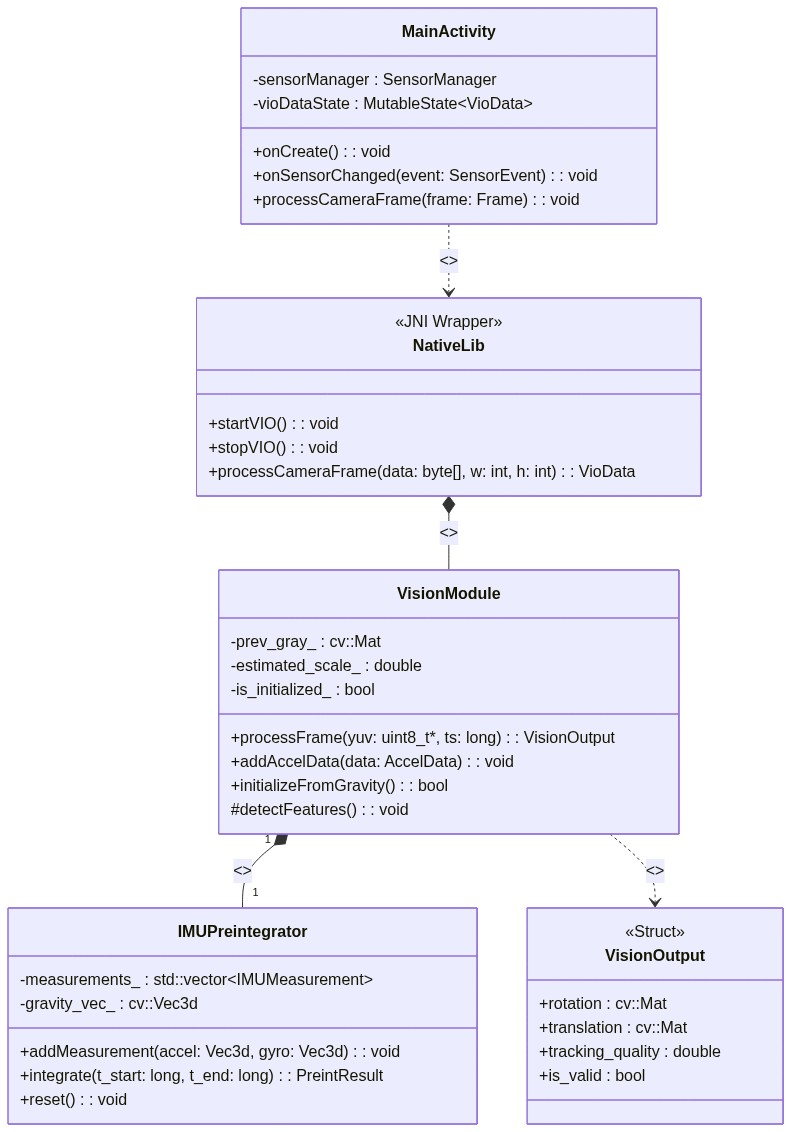 MainActivity
-sensorManager : SensorManager
-vioDataState : MutableState<VioData>
+onCreate() : : void
+onSensorChanged(event: SensorEvent) : : void
+processCameraFrame(frame: Frame) : : void
<>
«JNI Wrapper»
NativeLib
+startVIO() : : void
+stopVIO() : : void
+processCameraFrame(data: byte[], w: int, h: int) : : VioData
<>
VisionModule
-prev_gray_ : cv::Mat
-estimated_scale_ : double
-is_initialized_ : bool
+processFrame(yuv: uint8_t*, ts: long) : : VisionOutput
+addAccelData(data: AccelData) : : void
+initializeFromGravity() : : bool
#detectFeatures() : : void
1
<>
<>
1
IMUPreintegrator
-measurements_ : std::vector<IMUMeasurement>
-gravity_vec_ : cv::Vec3d
+addMeasurement(accel: Vec3d, gyro: Vec3d) : : void
+integrate(t_start: long, t_end: long) : : PreintResult
+reset() : : void
«Struct»
VisionOutput
+rotation : cv::Mat
+translation : cv::Mat
+tracking_quality : double
+is_valid : bool